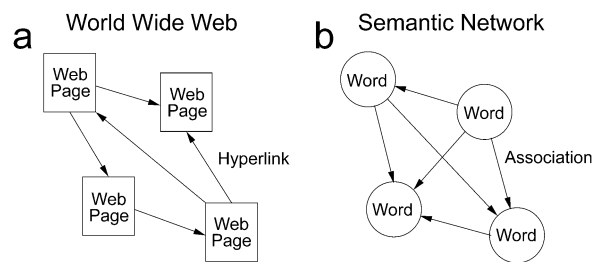 World Wide Web
Semantic Network
a
b
Web
Page
Web
Page
Hyperlink
Web
Page
Web
Page
Word
Word
Association
Word
Word